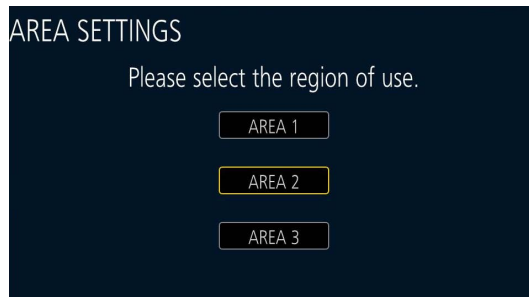 AREA SETTINGS
Please select the region of use.
AREA 1
AREA 2
AREA 3